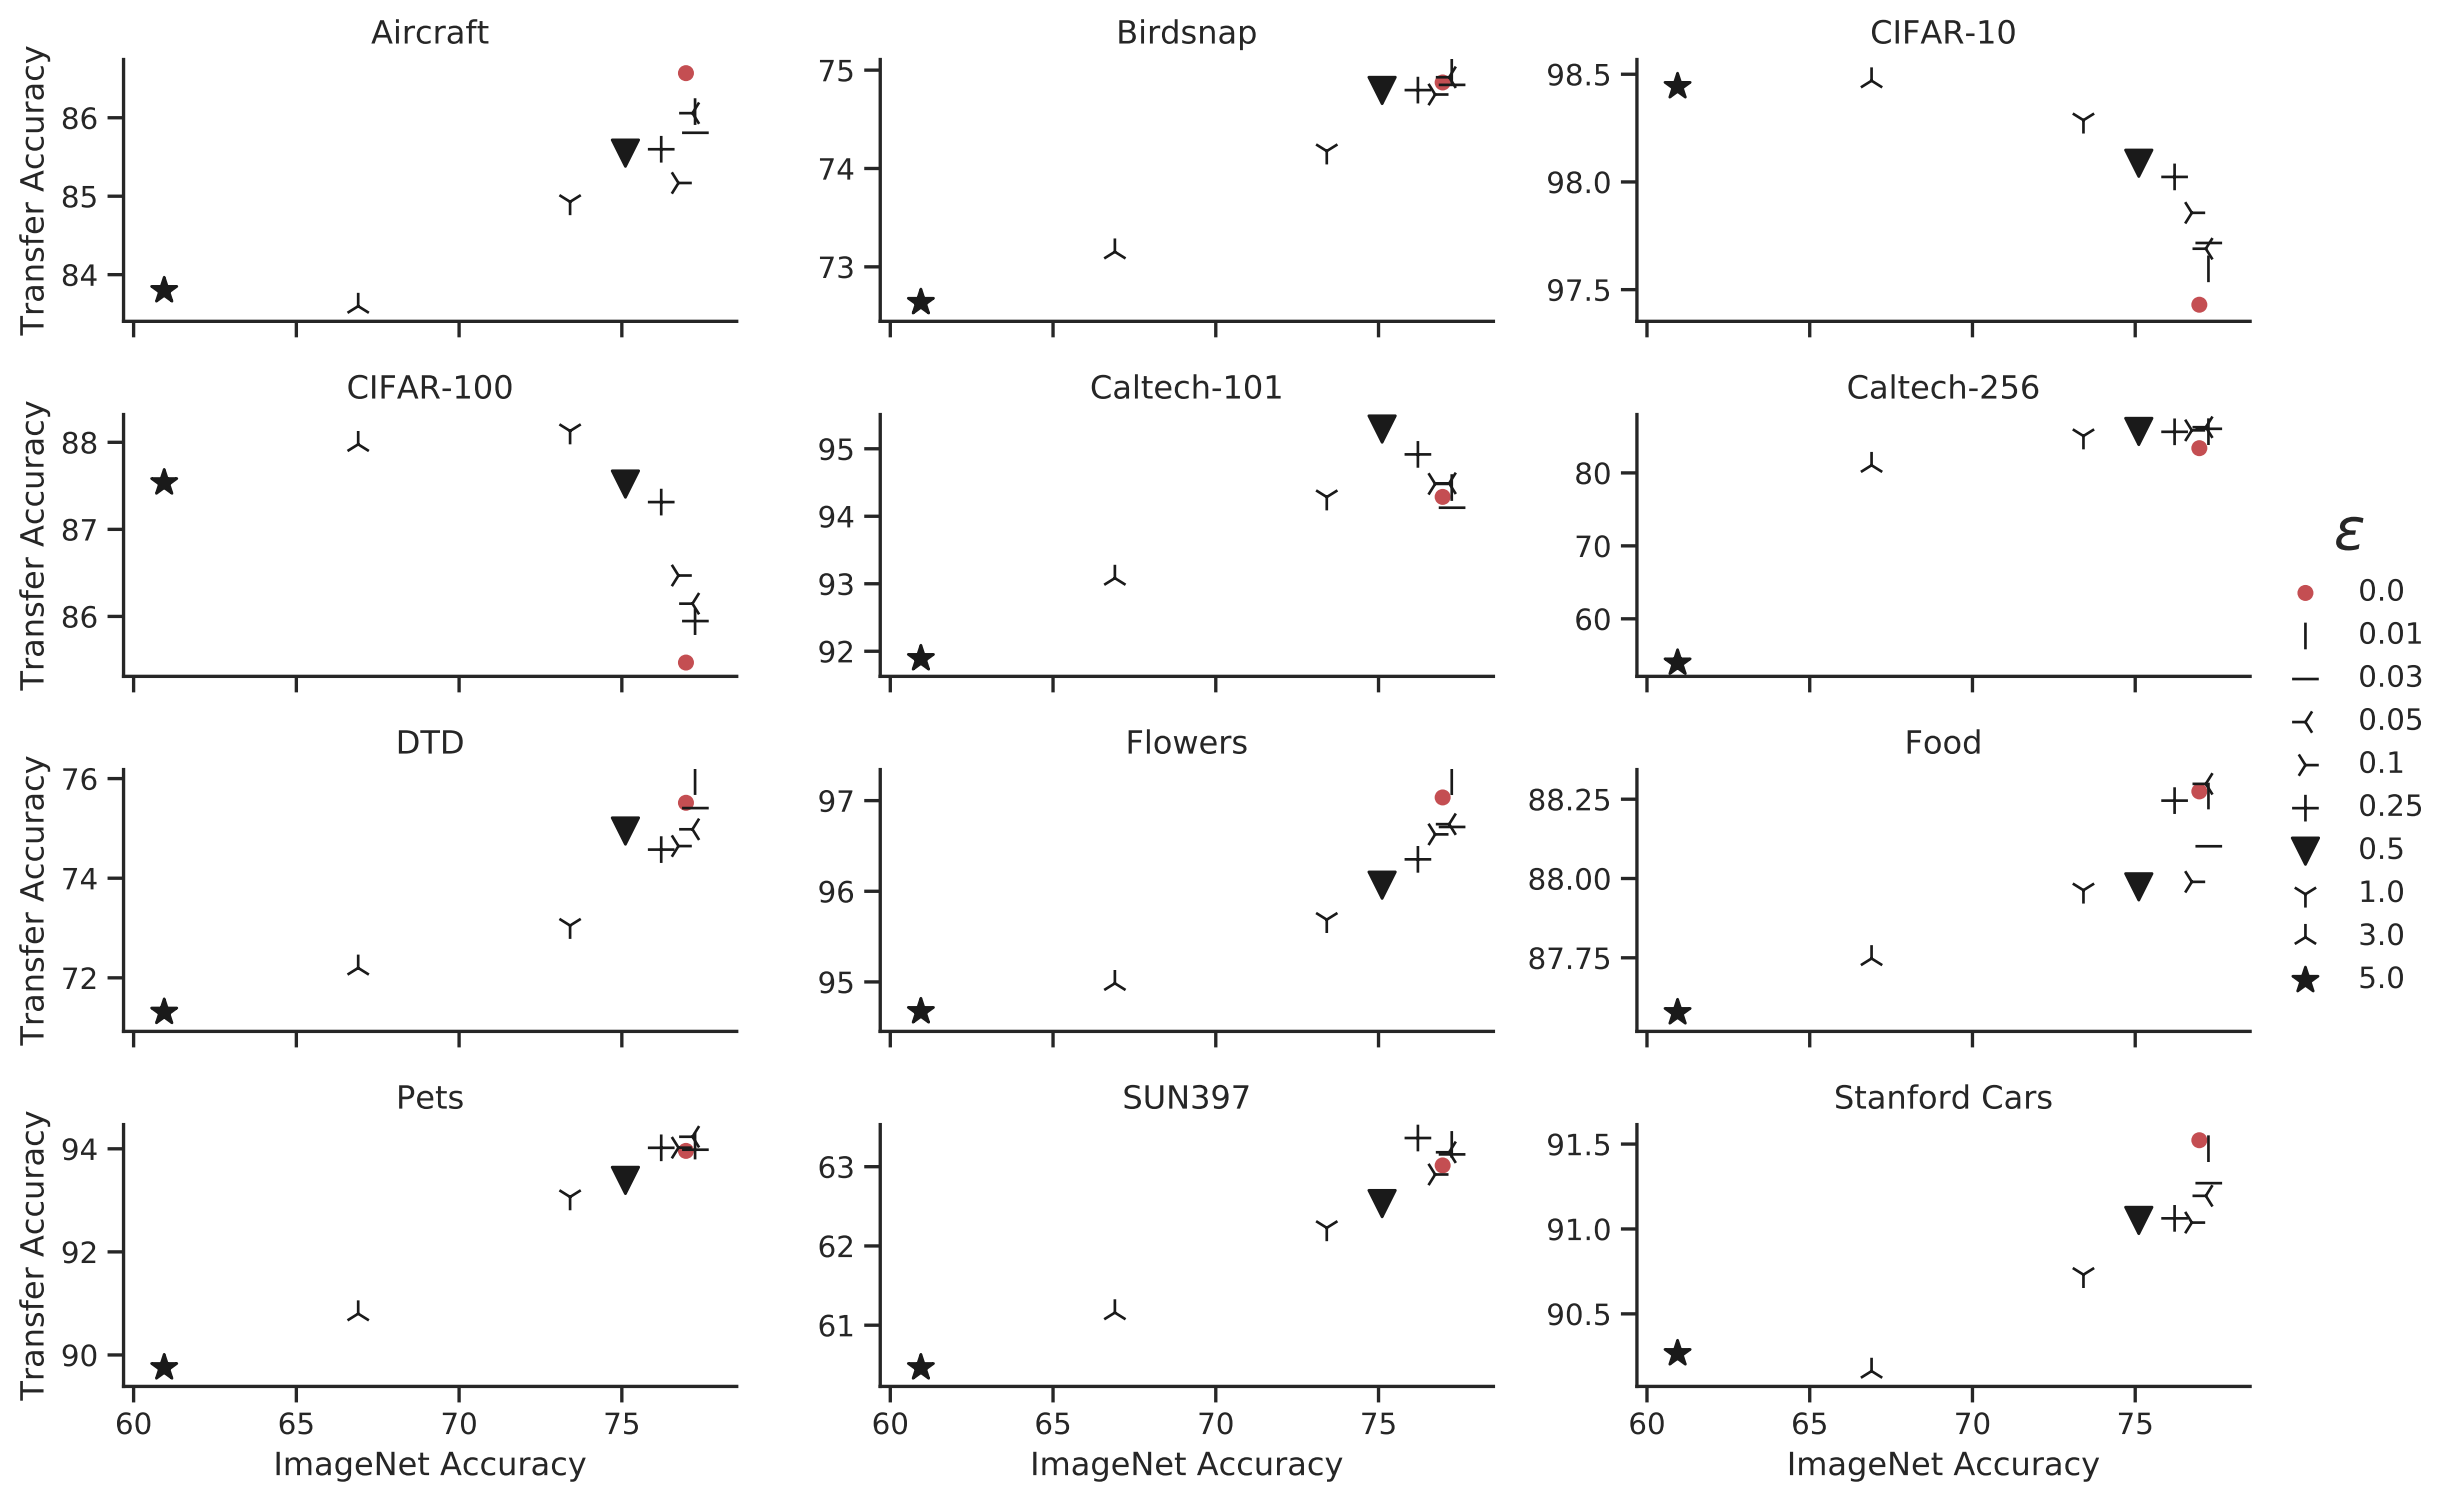 Aircraft
Birdsnap
CIFAR-10
Transfer Accuracy
86
85
84
75
74
73
98.5
98.0
97.5
CIFAR-100
Caltech-101
Caltech-256
Transfer Accuracy
88
87
86
95
94
93
92
80
70
60
DTD
Flowers
Food
Transfer Accuracy
76
74
72
97
96
95
88.25
88.00
87.75
Pets
SUN397
Stanford Cars
Transfer Accuracy
94
92
90
63
62
61
91.5
91.0
90.5
60 65 70 75
60 65 70 75
60 65 70 75
ImageNet Accuracy
ImageNet Accuracy
ImageNet Accuracy
ε
0.0
0.01
0.03
0.05
0.1
0.25
0.5
1.0
3.0
5.0